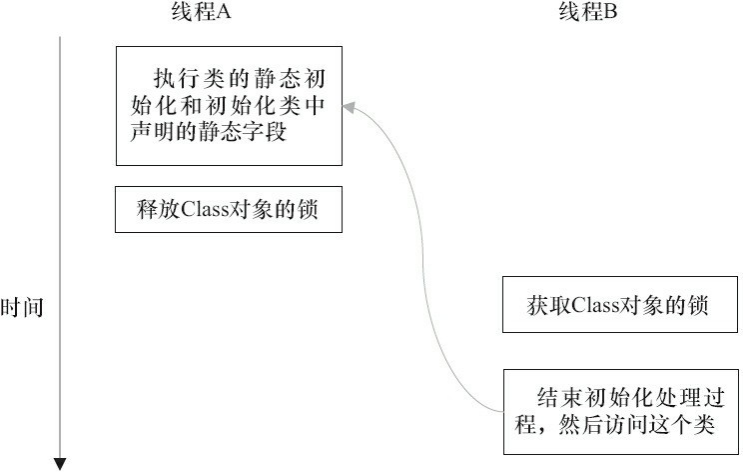 线程A 线程B
执行类的静态初
始化和初始化类中
声明的静态字段
释放Class对象的锁
时间
获取Class对象的锁
结束初始化处理过
程，然后访问这个类